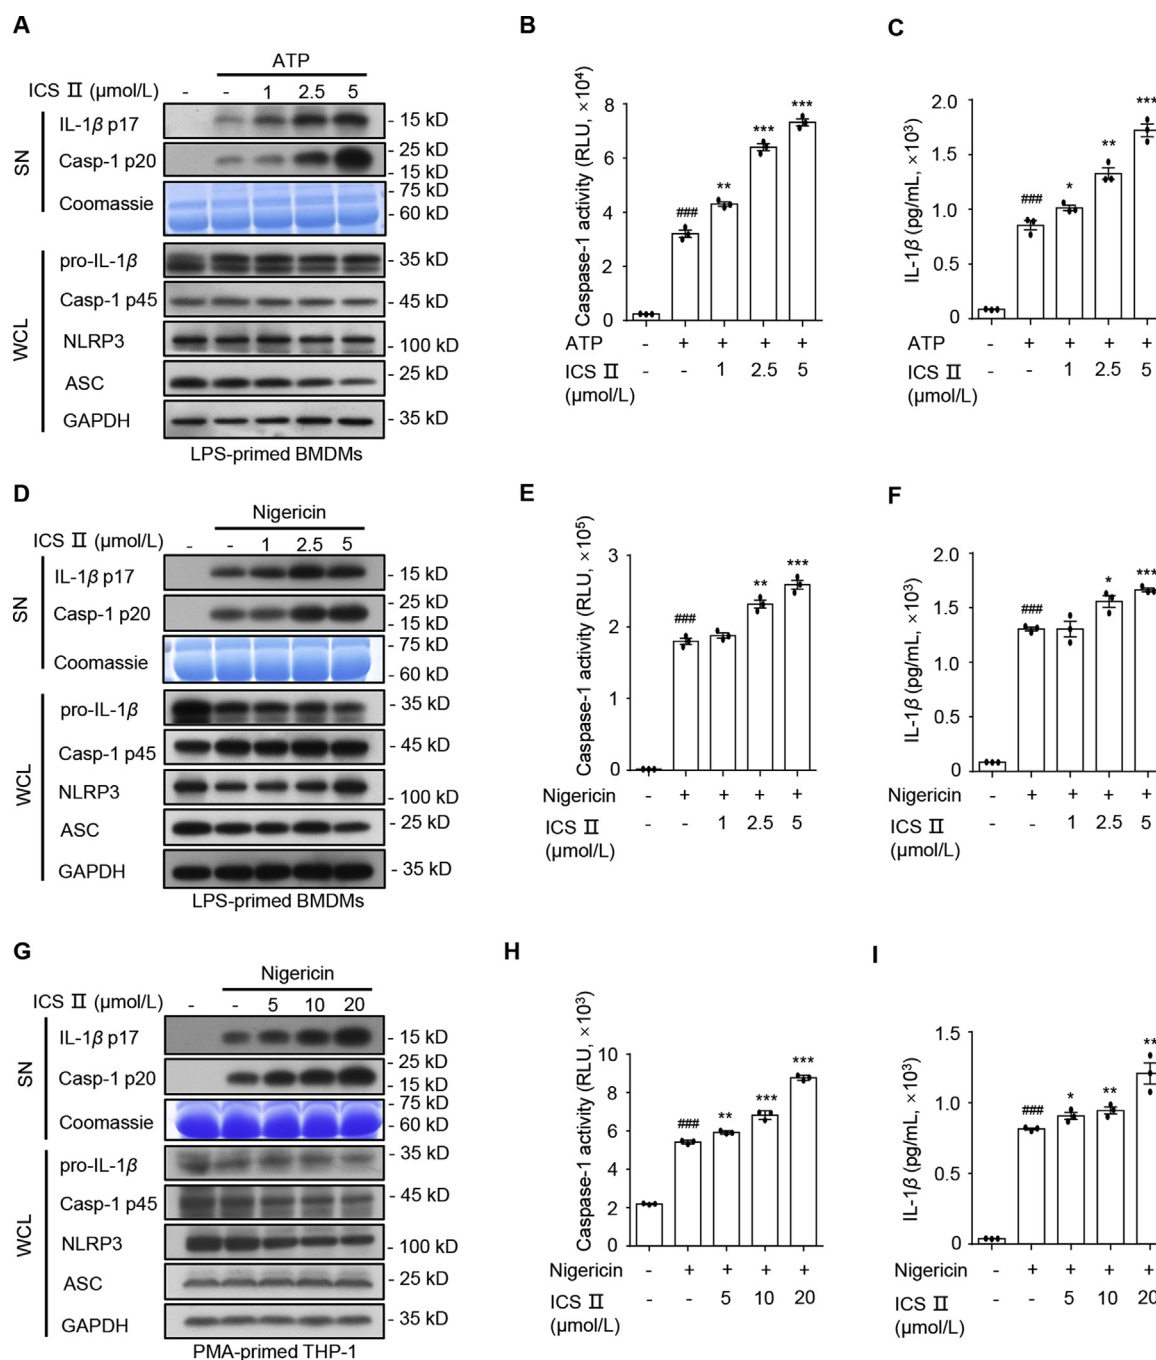 A
ATP
ICS Ⅱ (μmol/L) - - 1 2.5 5
SN
IL-1β p17 - 15 kD
Casp-1 p20 - 25 kD
- 15 kD
Coomassie - 75 kD
- 60 kD
WCL
pro-IL-1β - 35 kD
Casp-1 p45 - 45 kD
NLRP3 - 100 kD
ASC - 25 kD
GAPDH - 35 kD
LPS-primed BMDMs
B
Caspase-1 activity (RLU, ×10⁴)
8
6
4
2
0
###
**
***
***
ATP - + + + +
ICS Ⅱ - - 1 2.5 5
(μmol/L)
C
IL-1β (pg/mL, ×10³)
2.0
1.5
1.0
0.5
0
###
*
**
***
ATP - + + + +
ICS Ⅱ - - 1 2.5 5
(μmol/L)
D
Nigericin
ICS Ⅱ (μmol/L) - - 1 2.5 5
SN
IL-1β p17 - 15 kD
Casp-1 p20 - 25 kD
- 15 kD
Coomassie - 75 kD
- 60 kD
WCL
pro-IL-1β - 35 kD
Casp-1 p45 - 45 kD
NLRP3 - 100 kD
ASC - 25 kD
GAPDH - 35 kD
LPS-primed BMDMs
E
Caspase-1 activity (RLU, ×10⁵)
3
2
1
0
###
**
***
Nigericin - + + + +
ICS Ⅱ - - 1 2.5 5
(μmol/L)
F
IL-1β (pg/mL, ×10³)
2.0
1.5
1.0
0.5
0
###
*
***
Nigericin - + + + +
ICS Ⅱ - - 1 2.5 5
(μmol/L)
G
Nigericin
ICS Ⅱ (μmol/L) - - 5 10 20
SN
IL-1β p17 - 15 kD
Casp-1 p20 - 25 kD
- 15 kD
Coomassie - 75 kD
- 60 kD
WCL
pro-IL-1β - 35 kD
Casp-1 p45 - 45 kD
NLRP3 - 100 kD
ASC - 25 kD
GAPDH - 35 kD
PMA-primed THP-1
H
Caspase-1 activity (RLU, ×10³)
10
8
6
4
2
0
###
**
***
***
Nigericin - + + + +
ICS Ⅱ - - 5 10 20
(μmol/L)
I
IL-1β (pg/mL, ×10³)
1.5
1.0
0.5
0
###
*
**
**
Nigericin - + + + +
ICS Ⅱ - - 5 10 20
(μmol/L)